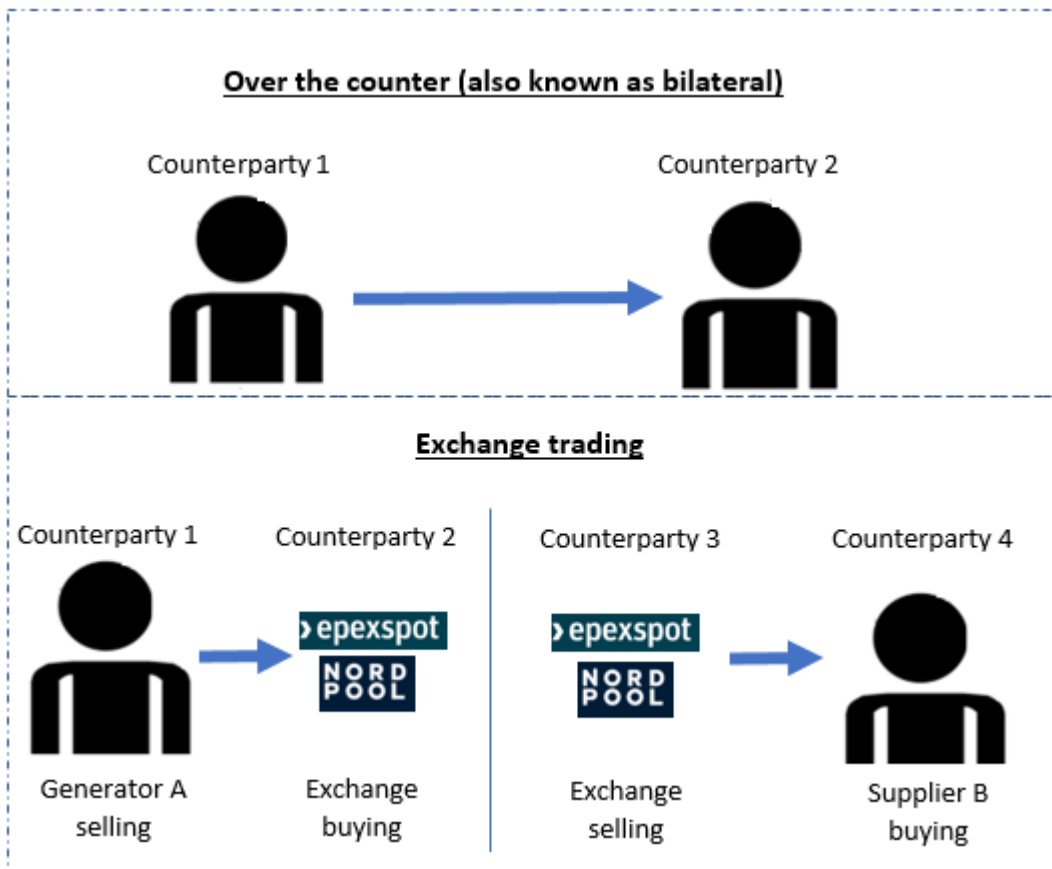 Over the counter (also known as bilateral)
Counterparty 1
Counterparty 2
Exchange trading
Counterparty 1
Counterparty 2
Counterparty 3
Counterparty 4
epexspot
NORD
POOL
epexspot
NORD
POOL
Generator A
selling
Exchange
buying
Exchange
selling
Supplier B
buying